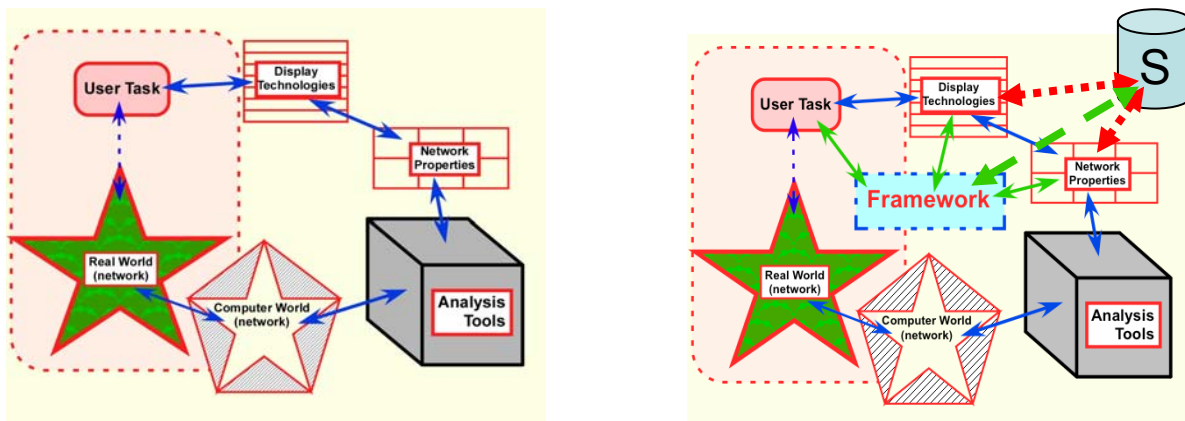 User Task
Display
Technologies
Network
Properties
Real World
(network)
Computer World
(network)
Analysis
Tools
S
User Task
Display
Technologies
Framework
Network
Properties
Real World
(network)
Computer World
(network)
Analysis
Tools